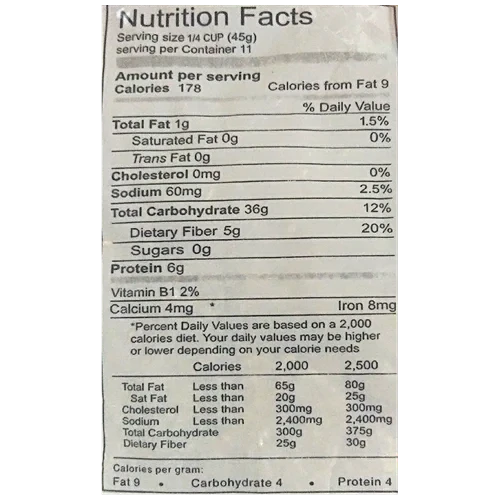 Nutrition Facts
Serving size 1/4 CUP (45g)
serving per Container 11
Amount per serving
Calories 178 Calories from Fat 9
% Daily Value
Total Fat 1g 1.5%
Saturated Fat 0g 0%
Trans Fat 0g
Cholesterol 0mg 0%
Sodium 60mg 2.5%
Total Carbohydrate 36g 12%
Dietary Fiber 5g 20%
Sugars 0g
Protein 6g
Vitamin B1 2%
Calcium 4mg * Iron 8mg
*Percent Daily Values are based on a 2,000
calories diet. Your daily values may be higher
or lower depending on your calorie needs
Calories 2,000 2,500
Total Fat Less than 65g 80g
Sat Fat Less than 20g 25g
Cholesterol Less than 300mg 300mg
Sodium Less than 2,400mg 2,400mg
Total Carbohydrate 300g 375g
Dietary Fiber 25g 30g
Calories per gram:
Fat 9 • Carbohydrate 4 • Protein 4